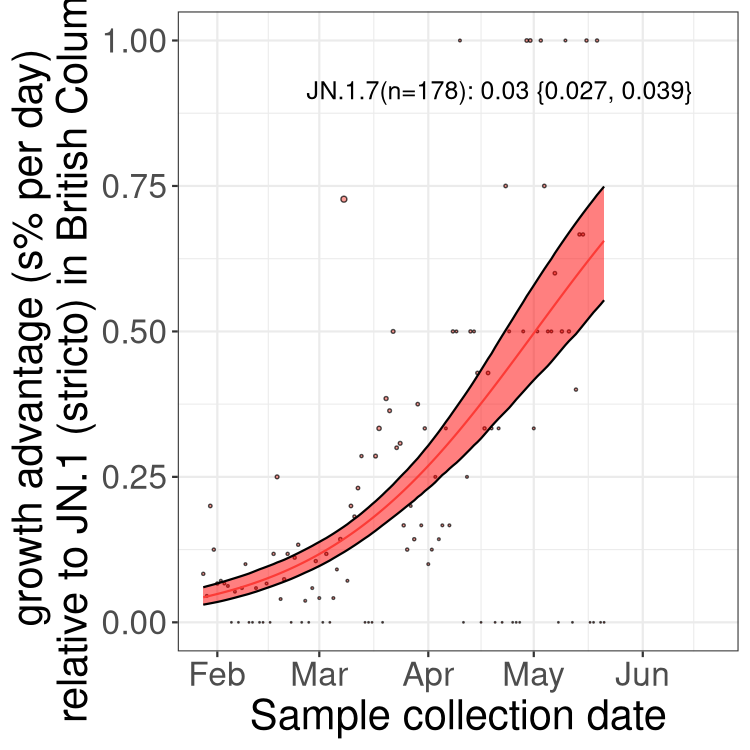 growth advantage (s% per day)
relative to JN.1 (stricto) in British Colum
1.00
0.75
0.50
0.25
0.00
JN.1.7(n=178): 0.03 {0.027, 0.039}
Feb Mar Apr May Jun
Sample collection date